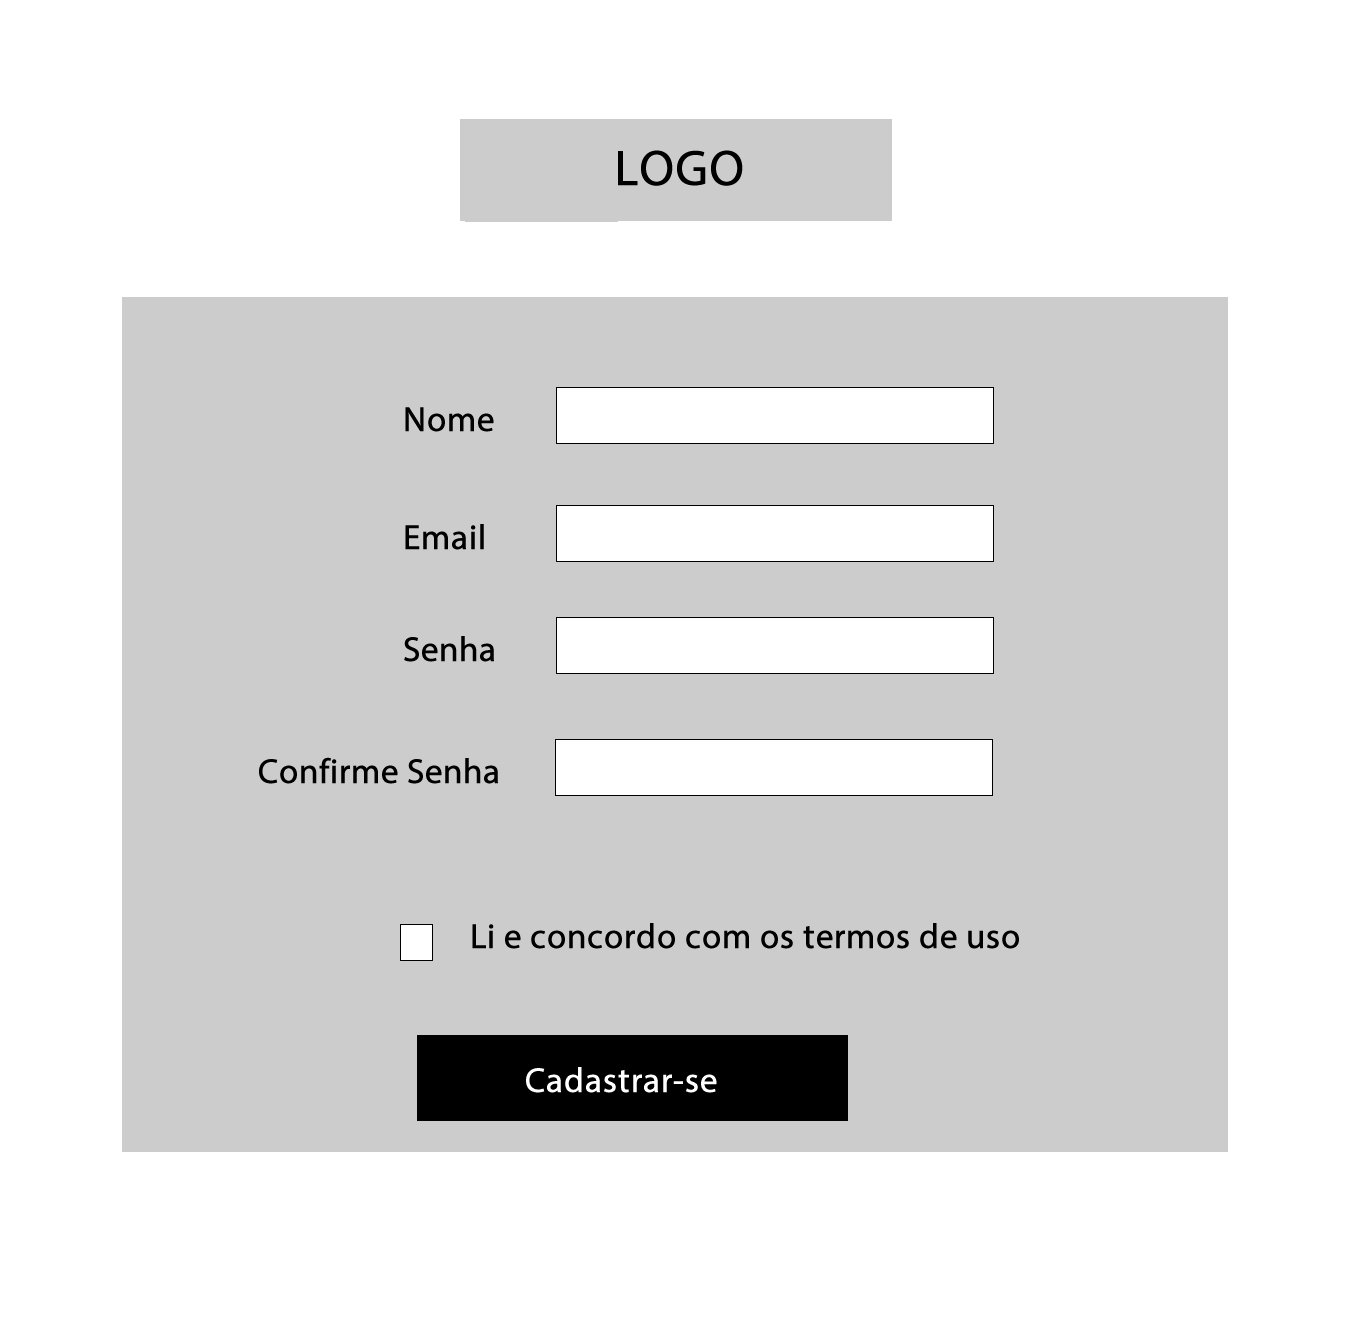 LOGO
Nome
Email
Senha
Confirme Senha
Li e concordo com os termos de uso
Cadastrar-se